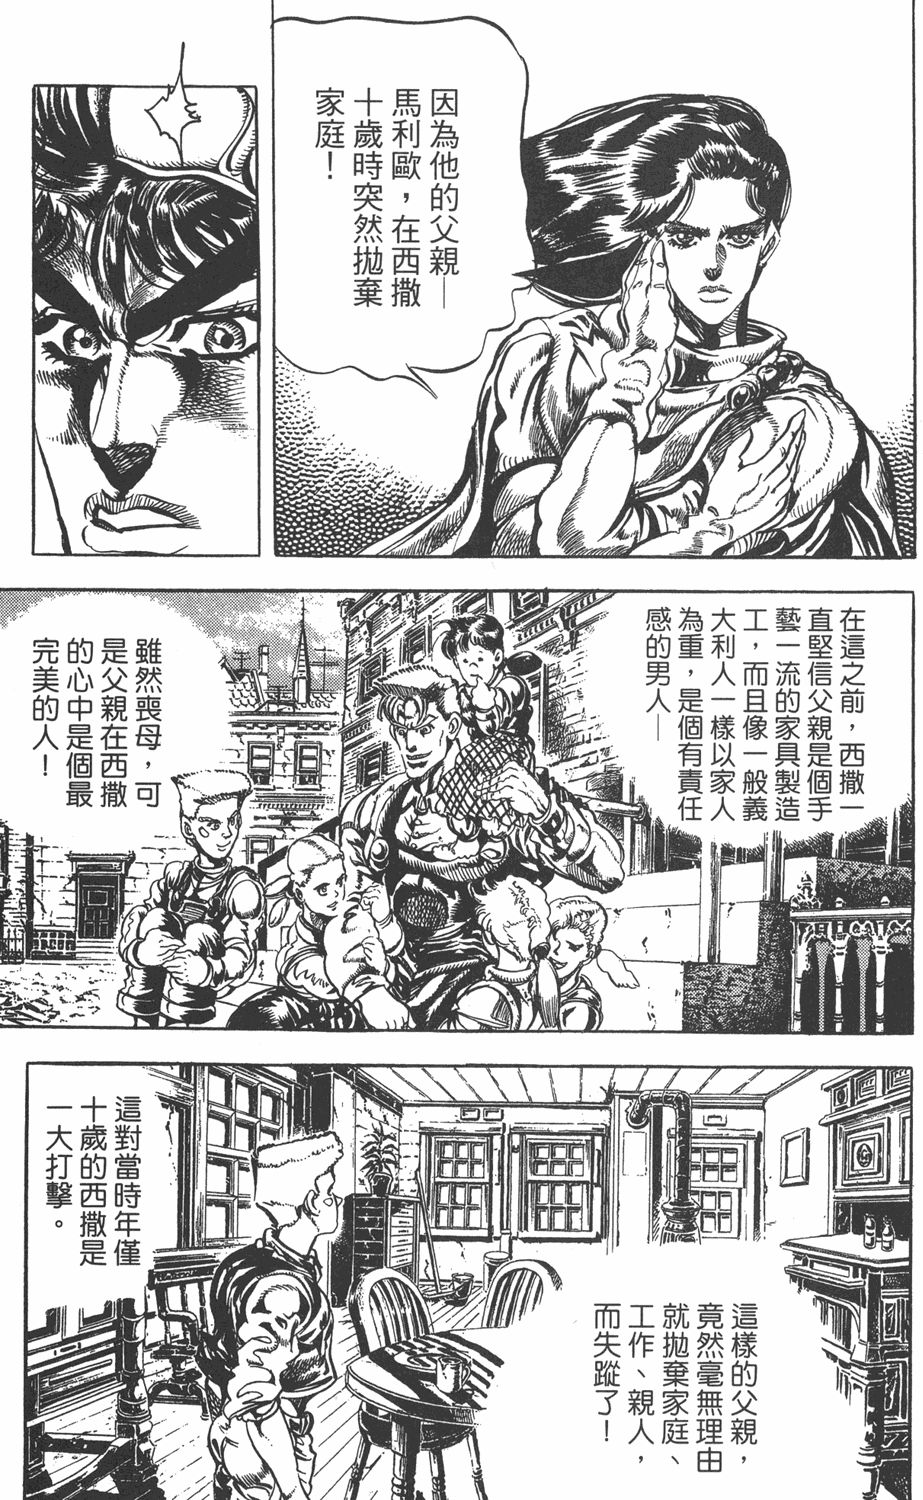 因為他的父親—
馬利歐，在西撒
十歲時突然拋棄
家庭！
在這之前，西撒一
直堅信父親是個手
藝一流的家具製造
工，而且像一般義
大利人一樣以家人
為重，是個有責任
感的男人—
雖然喪母，可
是父親在西撒
的心中是個最
完美的人！
這樣的父親，
竟然毫無理由
就拋棄家庭、
工作、親人，
而失蹤了！
這對當時年僅
十歲的西撒是
一大打擊。